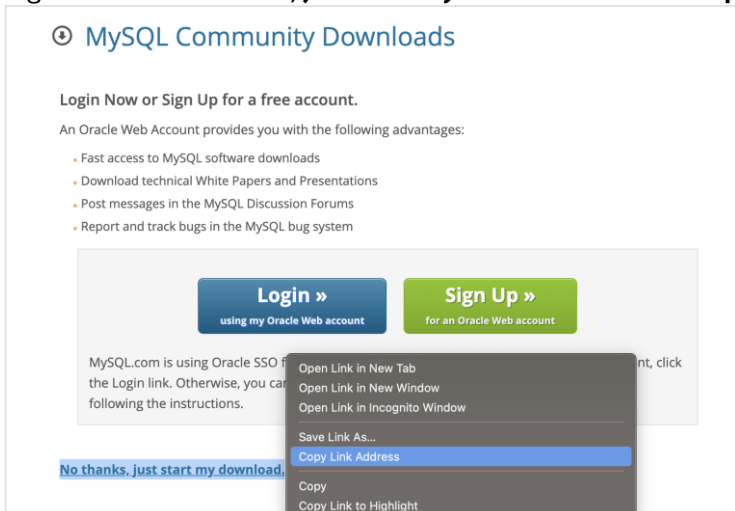 MySQL Community Downloads
Login Now or Sign Up for a free account.
An Oracle Web Account provides you with the following advantages:
Fast access to MySQL software downloads
Download technical White Papers and Presentations
Post messages in the MySQL Discussion Forums
Report and track bugs in the MySQL bug system
Login »
using my Oracle Web account
Sign Up »
for an Oracle Web account
MySQL.com is using Oracle SSO nt, click
the Login link. Otherwise, you can
following the instructions.
Open Link in New Tab
Open Link in New Window
Open Link in Incognito Window
Save Link As...
Copy Link Address
No thanks, just start my download.
Copy
Copy Link to Highlight